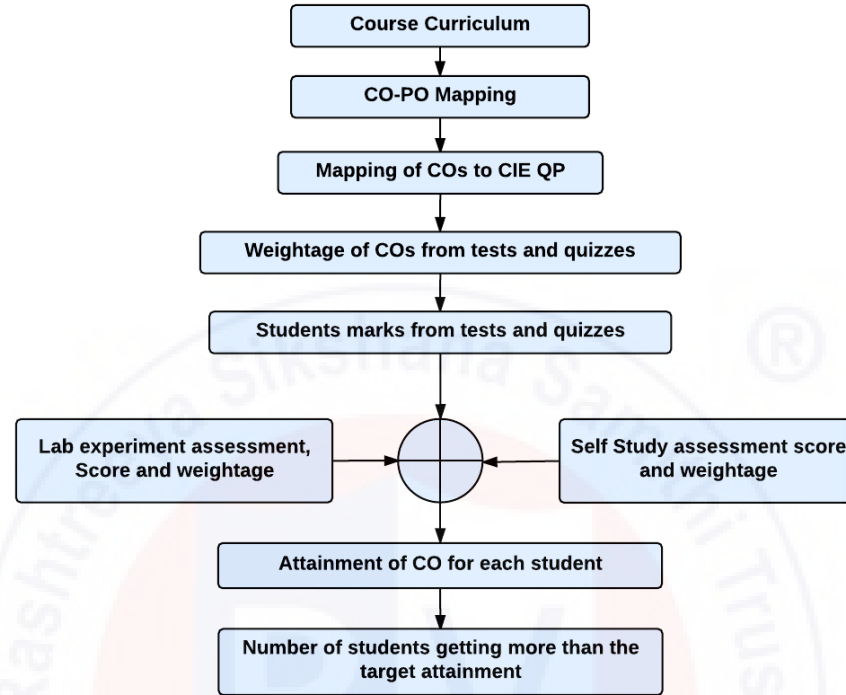 Course Curriculum
CO-PO Mapping
Mapping of COs to CIE QP
Weightage of COs from tests and quizzes
Students marks from tests and quizzes
Lab experiment assessment,
Score and weightage
Self Study assessment score
and weightage
Attainment of CO for each student
Number of students getting more than the
target attainment
Sikshana
Trus
®